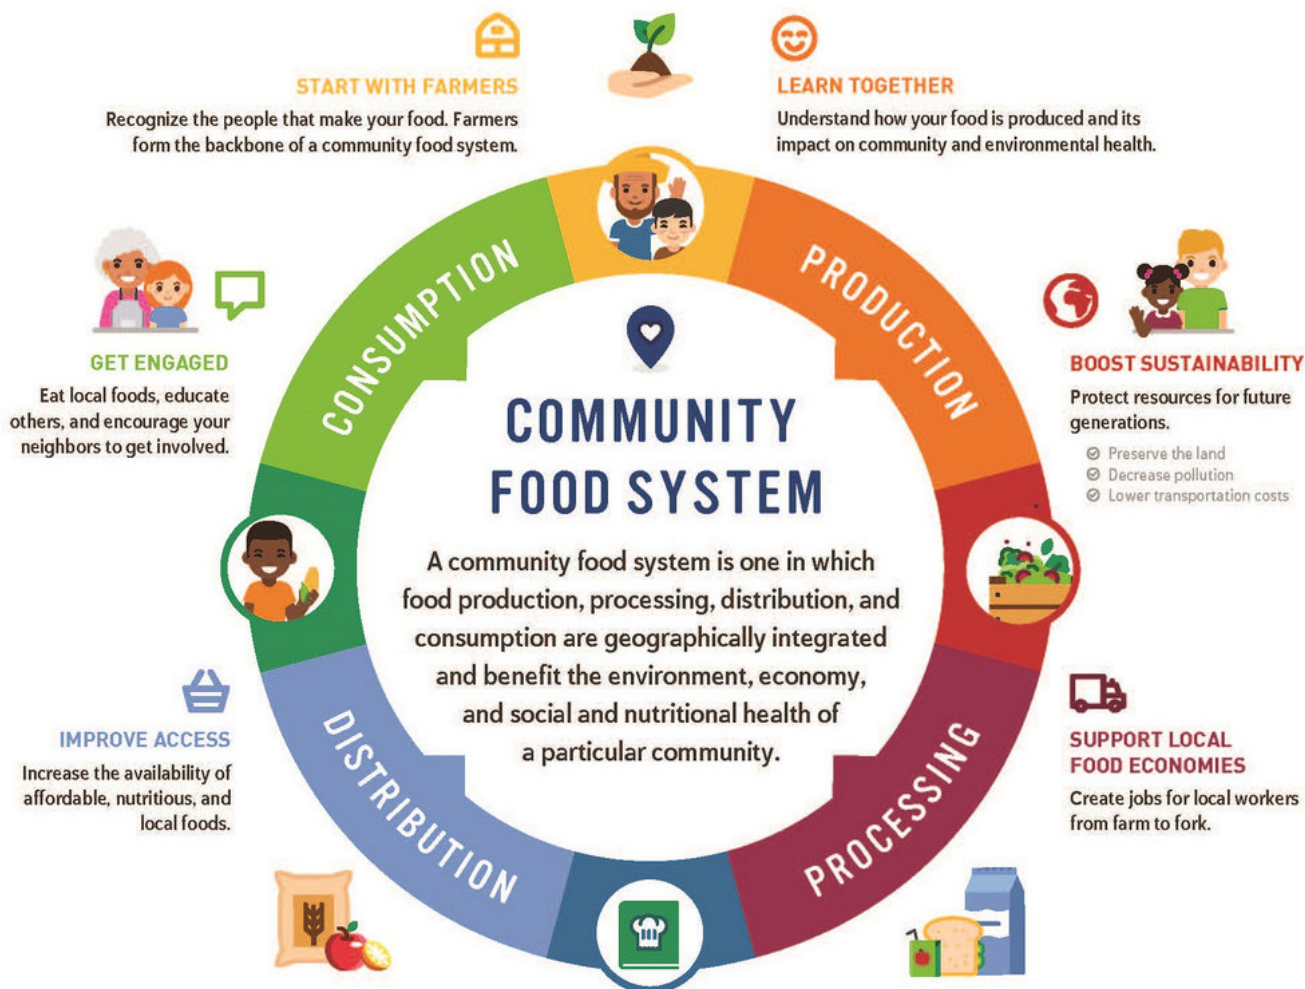 START WITH FARMERS
Recognize the people that make your food. Farmers
form the backbone of a community food system.
LEARN TOGETHER
Understand how your food is produced and its
impact on community and environmental health.
GET ENGAGED
Eat local foods, educate
others, and encourage your
neighbors to get involved.
CONSUMPTION
PRODUCTION
BOOST SUSTAINABILITY
Protect resources for future
generations.
Preserve the land
Decrease pollution
Lower transportation costs
COMMUNITY
FOOD SYSTEM
A community food system is one in which
food production, processing, distribution, and
consumption are geographically integrated
and benefit the environment, economy,
and social and nutritional health of
a particular community.
IMPROVE ACCESS
Increase the availability of
affordable, nutritious, and
local foods.
DISTRIBUTION
PROCESSING
SUPPORT LOCAL
FOOD ECONOMIES
Create jobs for local workers
from farm to fork.